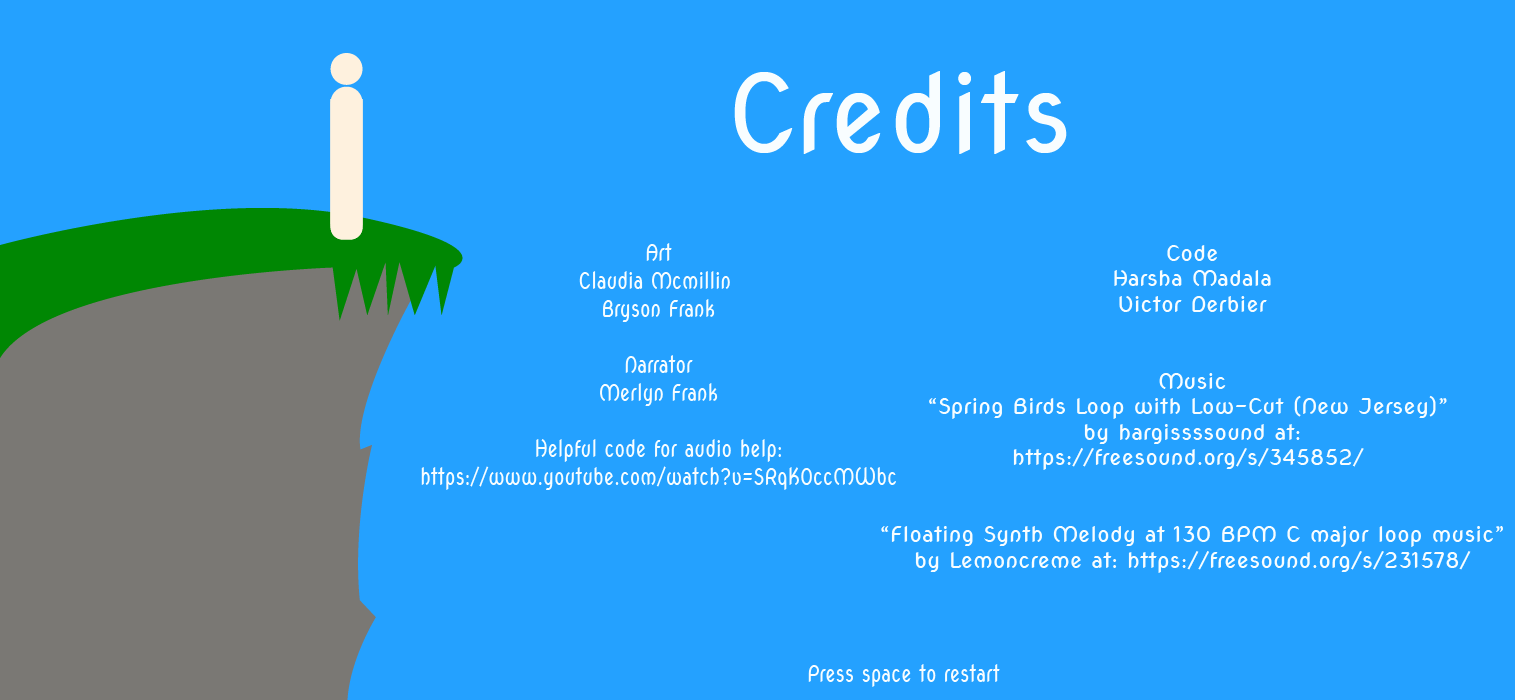 Credits
Art
Claudia Mcmillin
Bryson Frank
Narrator
Merlyn Frank
Helpful code for audio help:
https://www.youtube.com/watch?v=SRqKOccMWbc
Code
Harsha Madala
Victor Derbier
Music
“Spring Birds Loop with Low-Cut (New Jersey)”
by hargissssound at:
https://freesound.org/s/345852/
“Floating Synth Melody at 130 BPM C major loop music”
by Lemoncreme at: https://freesound.org/s/231578/
Press space to restart